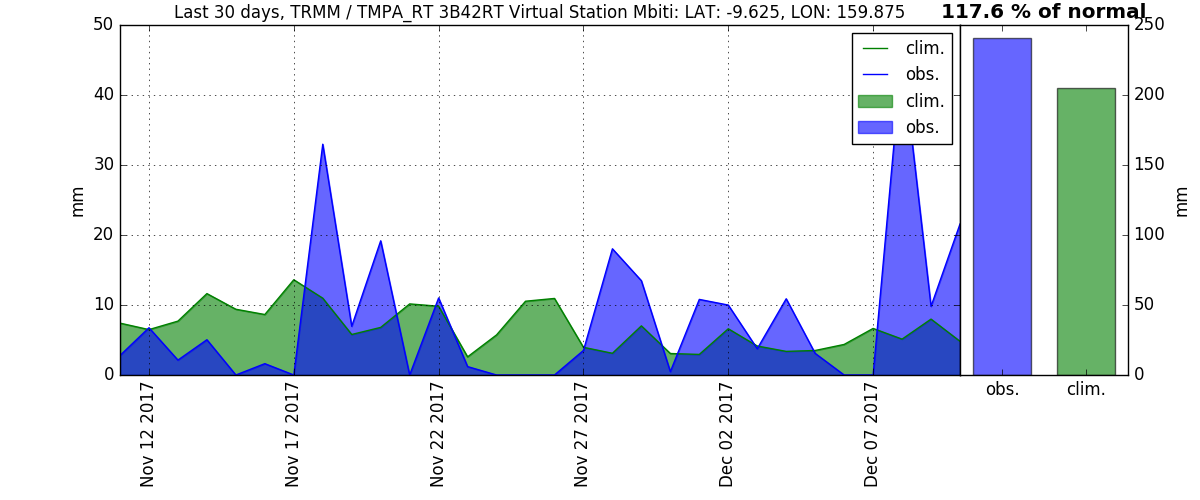 Last 30 days, TRMM / TMPA_RT 3B42RT Virtual Station Mbiti: LAT: -9.625, LON: 159.875
117.6 % of normal
50
40
30
20
10
0
mm
clim.
obs.
clim.
obs.
250
200
150
100
50
0
mm
Nov 12 2017
Nov 17 2017
Nov 22 2017
Nov 27 2017
Dec 02 2017
Dec 07 2017
obs.
clim.